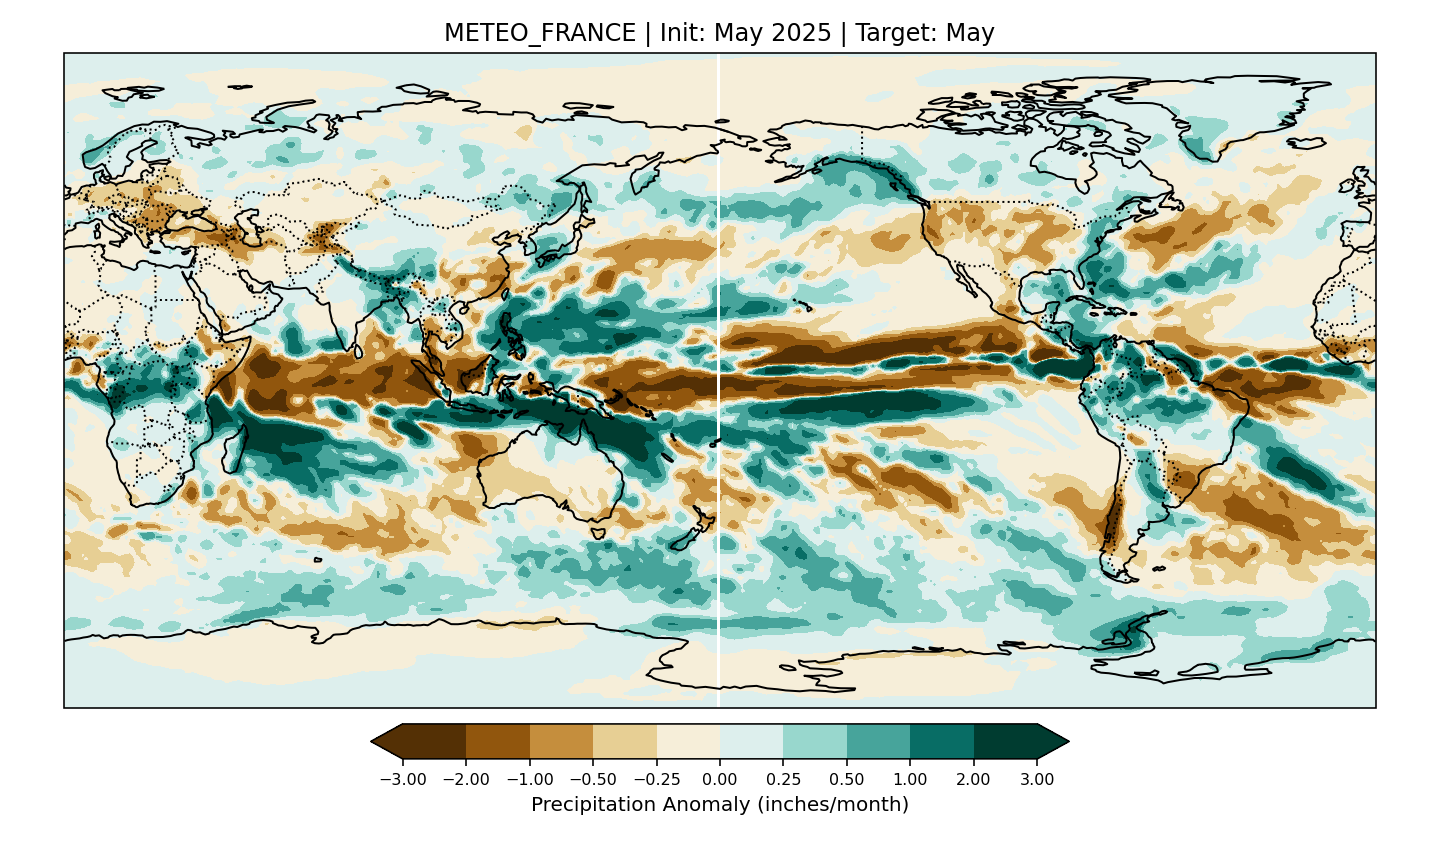 METEO_FRANCE | Init: May 2025 | Target: May
−3.00 −2.00 −1.00 −0.50 −0.25 0.00 0.25 0.50 1.00 2.00 3.00
Precipitation Anomaly (inches/month)